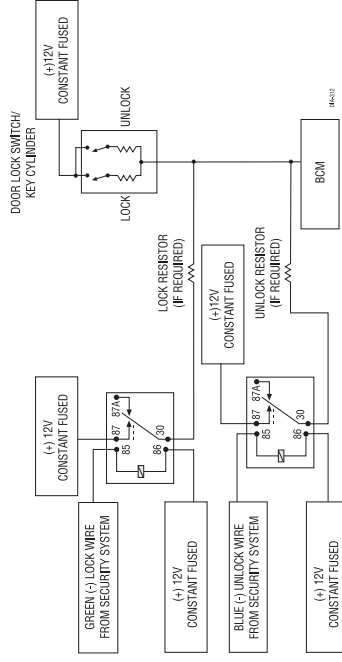 DOOR LOCK SWITCH/
KEY CYLINDER
(+)12V
CONSTANT FUSED
LOCK
UNLOCK
(+) 12V
CONSTANT FUSED
GREEN (-) LOCK WIRE
FROM SECURITY SYSTEM
85
87
87A
86
30
(+) 12V
CONSTANT FUSED
LOCK RESISTOR
(IF REQUIRED)
(+)12V
CONSTANT FUSED
BLUE (-) UNLOCK WIRE
FROM SECURITY SYSTEM
85
87
87A
86
30
(+) 12V
CONSTANT FUSED
UNLOCK RESISTOR
(IF REQUIRED)
BCM